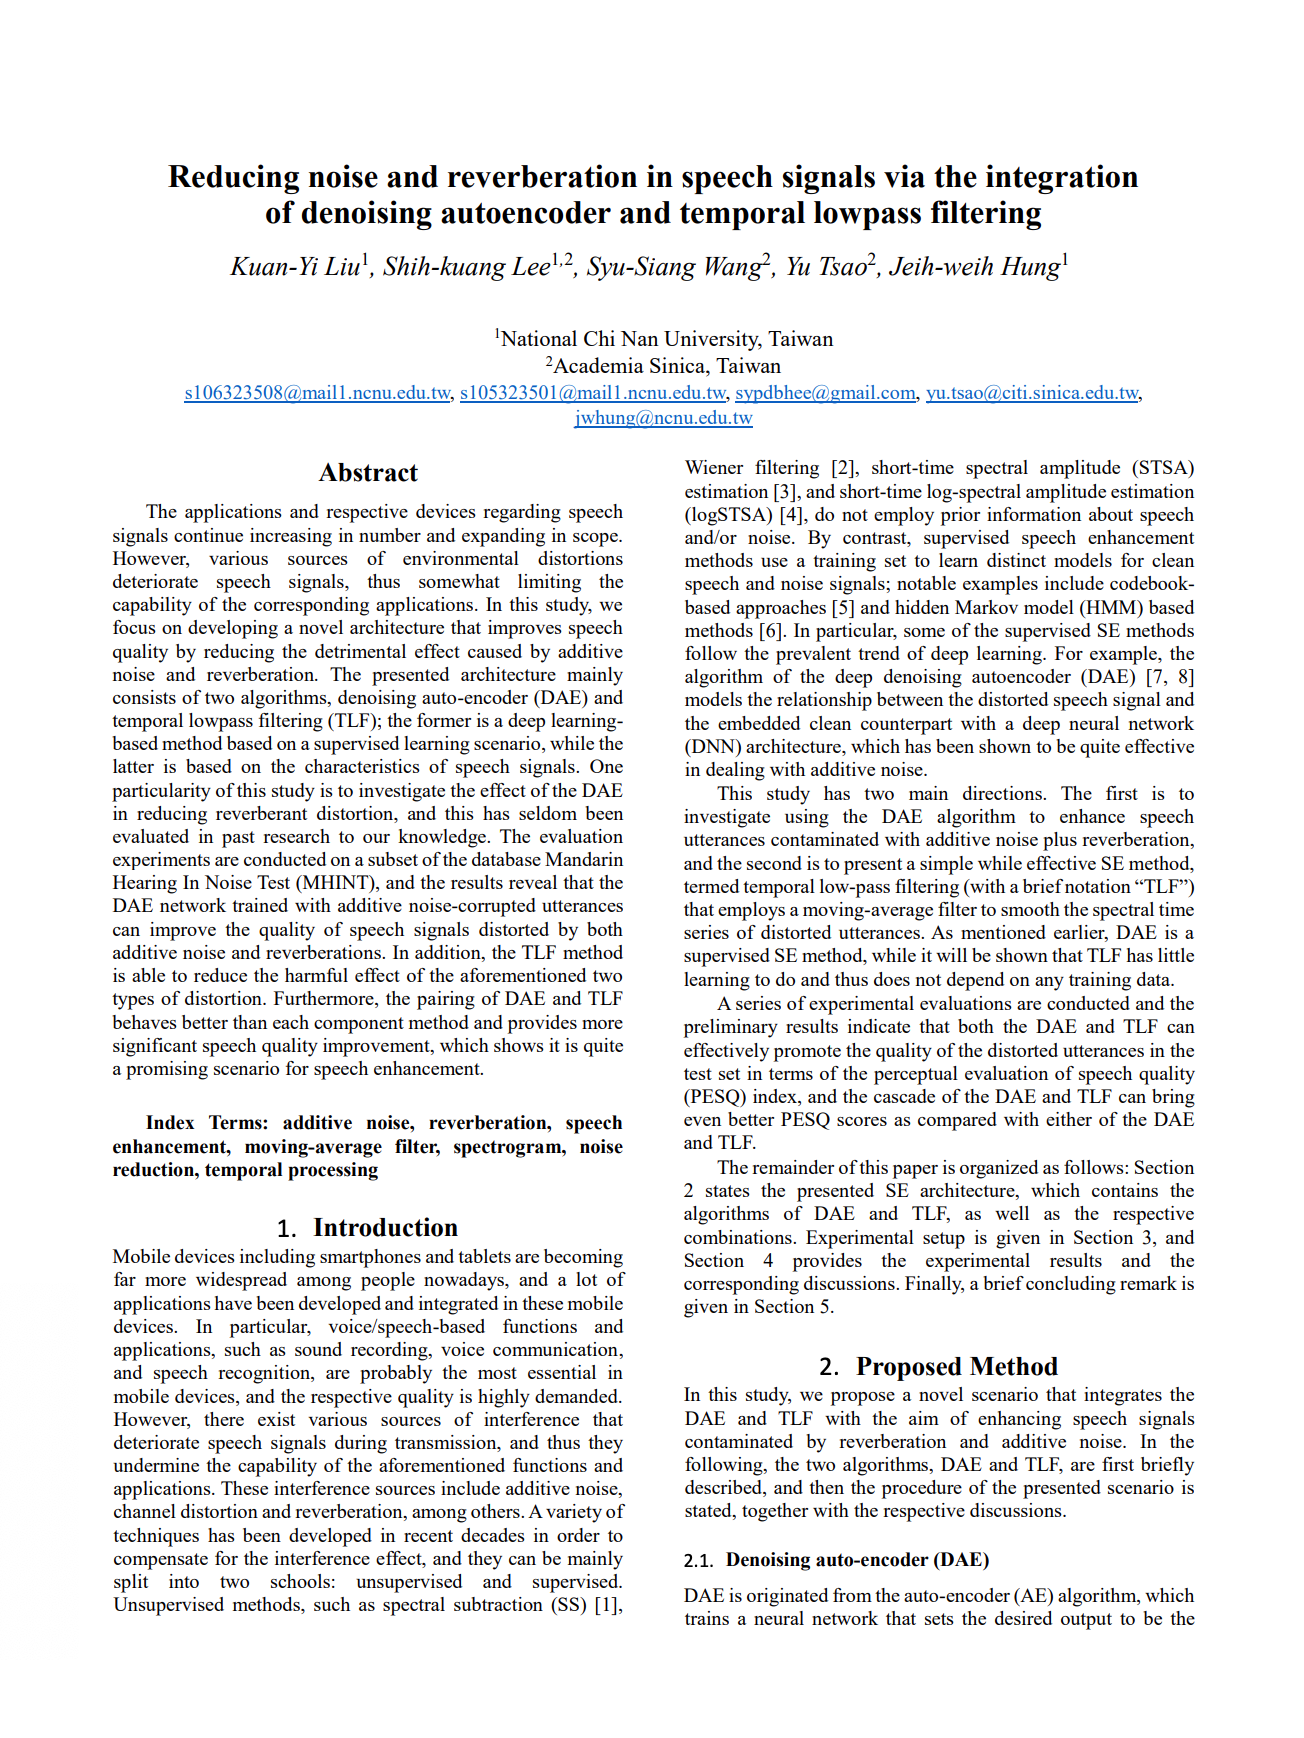 Reducing noise and reverberation in speech signals via the integration
of denoising autoencoder and temporal lowpass filtering
Kuan-Yi Liu1, Shih-kuang Lee1,2, Syu-Siang Wang2, Yu Tsao2, Jeih-weih Hung1
1National Chi Nan University, Taiwan
2Academia Sinica, Taiwan
s106323508@mail1.ncnu.edu.tw, s105323501@mail1.ncnu.edu.tw, sypdbhee@gmail.com, yu.tsao@citi.sinica.edu.tw,
jwhung@ncnu.edu.tw
Abstract
The applications and respective devices regarding speech
signals continue increasing in number and expanding in scope.
However, various sources of environmental distortions
deteriorate speech signals, thus somewhat limiting the
capability of the corresponding applications. In this study, we
focus on developing a novel architecture that improves speech
quality by reducing the detrimental effect caused by additive
noise and reverberation. The presented architecture mainly
consists of two algorithms, denoising auto-encoder (DAE) and
temporal lowpass filtering (TLF); the former is a deep learning-
based method based on a supervised learning scenario, while the
latter is based on the characteristics of speech signals. One
particularity of this study is to investigate the effect of the DAE
in reducing reverberant distortion, and this has seldom been
evaluated in past research to our knowledge. The evaluation
experiments are conducted on a subset of the database Mandarin
Hearing In Noise Test (MHINT), and the results reveal that the
DAE network trained with additive noise-corrupted utterances
can improve the quality of speech signals distorted by both
additive noise and reverberations. In addition, the TLF method
is able to reduce the harmful effect of the aforementioned two
types of distortion. Furthermore, the pairing of DAE and TLF
behaves better than each component method and provides more
significant speech quality improvement, which shows it is quite
a promising scenario for speech enhancement.
Index Terms: additive noise, reverberation, speech
enhancement, moving-average filter, spectrogram, noise
reduction, temporal processing
1. Introduction
Mobile devices including smartphones and tablets are becoming
far more widespread among people nowadays, and a lot of
applications have been developed and integrated in these mobile
devices. In particular, voice/speech-based functions and
applications, such as sound recording, voice communication,
and speech recognition, are probably the most essential in
mobile devices, and the respective quality is highly demanded.
However, there exist various sources of interference that
deteriorate speech signals during transmission, and thus they
undermine the capability of the aforementioned functions and
applications. These interference sources include additive noise,
channel distortion and reverberation, among others. A variety of
techniques has been developed in recent decades in order to
compensate for the interference effect, and they can be mainly
split into two schools: unsupervised and supervised.
Unsupervised methods, such as spectral subtraction (SS) [1],
Wiener filtering [2], short-time spectral amplitude (STSA)
estimation [3], and short-time log-spectral amplitude estimation
(logSTSA) [4], do not employ prior information about speech
and/or noise. By contrast, supervised speech enhancement
methods use a training set to learn distinct models for clean
speech and noise signals; notable examples include codebook-
based approaches [5] and hidden Markov model (HMM) based
methods [6]. In particular, some of the supervised SE methods
follow the prevalent trend of deep learning. For example, the
algorithm of the deep denoising autoencoder (DAE) [7, 8]
models the relationship between the distorted speech signal and
the embedded clean counterpart with a deep neural network
(DNN) architecture, which has been shown to be quite effective
in dealing with additive noise.
This study has two main directions. The first is to
investigate using the DAE algorithm to enhance speech
utterances contaminated with additive noise plus reverberation,
and the second is to present a simple while effective SE method,
termed temporal low-pass filtering (with a brief notation “TLF”)
that employs a moving-average filter to smooth the spectral time
series of distorted utterances. As mentioned earlier, DAE is a
supervised SE method, while it will be shown that TLF has little
learning to do and thus does not depend on any training data.
A series of experimental evaluations are conducted and the
preliminary results indicate that both the DAE and TLF can
effectively promote the quality of the distorted utterances in the
test set in terms of the perceptual evaluation of speech quality
(PESQ) index, and the cascade of the DAE and TLF can bring
even better PESQ scores as compared with either of the DAE
and TLF.
The remainder of this paper is organized as follows: Section
2 states the presented SE architecture, which contains the
algorithms of DAE and TLF, as well as the respective
combinations. Experimental setup is given in Section 3, and
Section 4 provides the experimental results and the
corresponding discussions. Finally, a brief concluding remark is
given in Section 5.
2. Proposed Method
In this study, we propose a novel scenario that integrates the
DAE and TLF with the aim of enhancing speech signals
contaminated by reverberation and additive noise. In the
following, the two algorithms, DAE and TLF, are first briefly
described, and then the procedure of the presented scenario is
stated, together with the respective discussions.
2.1. Denoising auto-encoder (DAE)
DAE is originated from the auto-encoder (AE) algorithm, which
trains a neural network that sets the desired output to be the